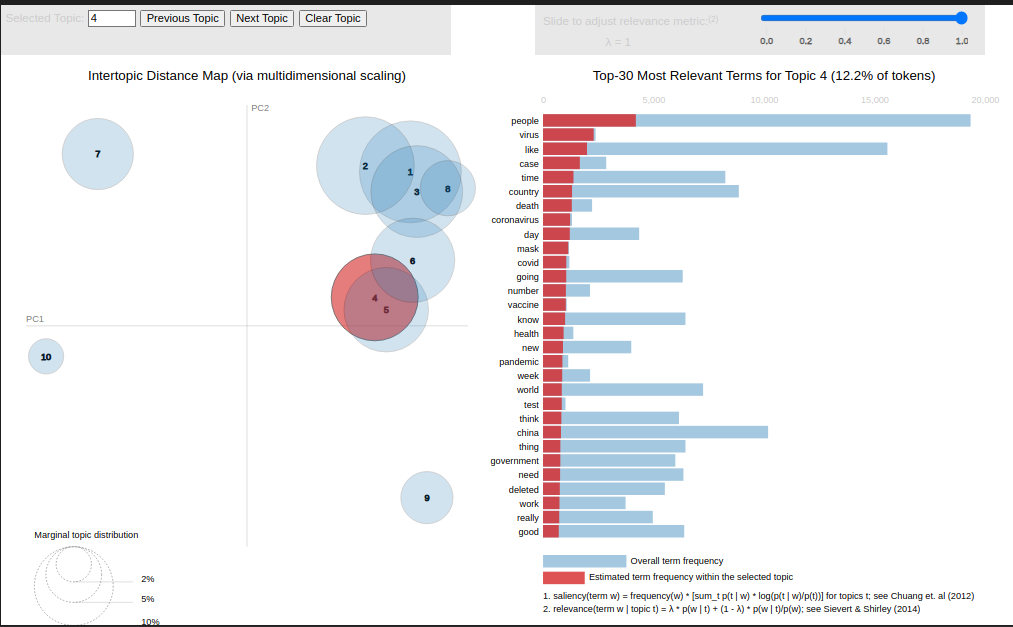 Selected Topic: 4 Previous Topic Next Topic Clear Topic
Slide to adjust relevance metric:(2)
λ = 1
0.0 0.2 0.4 0.6 0.8 1.0
Intertopic Distance Map (via multidimensional scaling)
PC2
PC1
7
2
1
3
8
6
4
5
10
9
Marginal topic distribution
2%
5%
10%
Top-30 Most Relevant Terms for Topic 4 (12.2% of tokens)
0 5,000 10,000 15,000 20,000
people
virus
like
case
time
country
death
coronavirus
day
mask
covid
going
number
vaccine
know
health
new
pandemic
week
world
test
think
china
thing
government
need
deleted
work
really
good
Overall term frequency
Estimated term frequency within the selected topic
1. saliency(term w) = frequency(w) * [sum_t p(t | w) * log(p(t | w)/p(t))] for topics t; see Chuang et. al (2012)
2. relevance(term w | topic t) = λ * p(w | t) + (1 - λ) * p(w | t)/p(w); see Sievert & Shirley (2014)